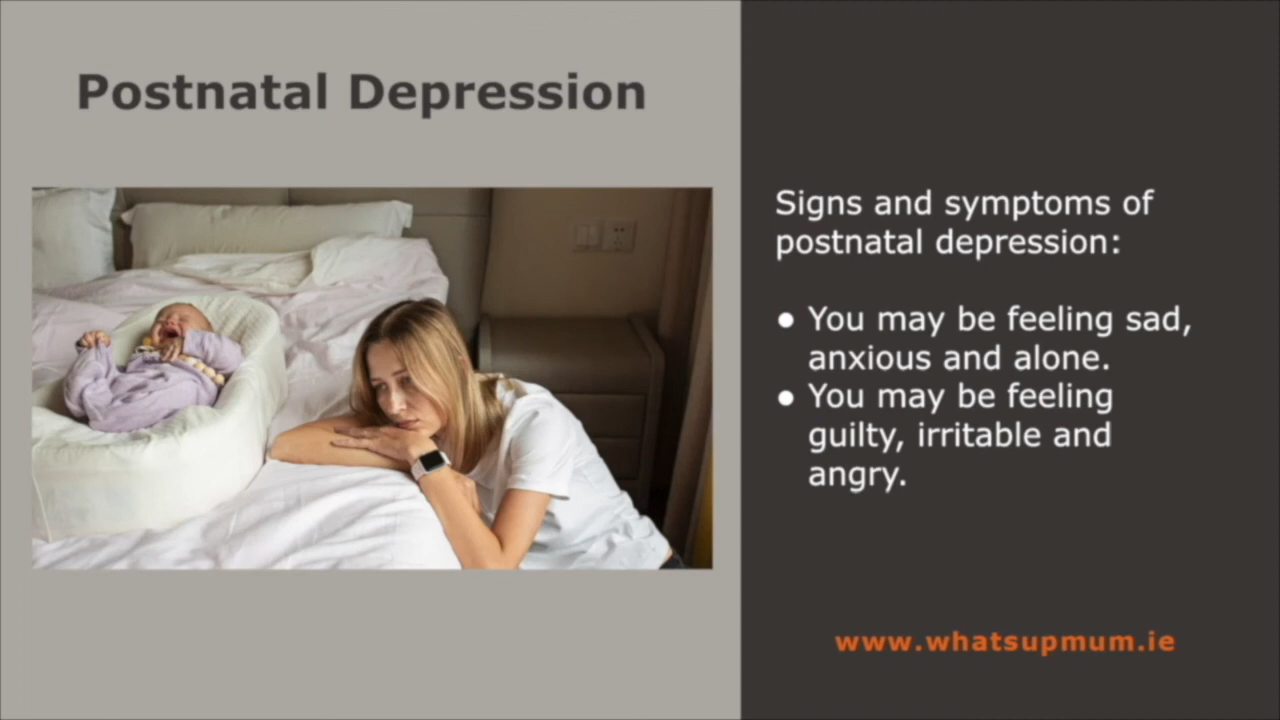 Postnatal Depression
Signs and symptoms of
postnatal depression:
● You may be feeling sad,
anxious and alone.
● You may be feeling
guilty, irritable and
angry.
www.whatsupmum.ie